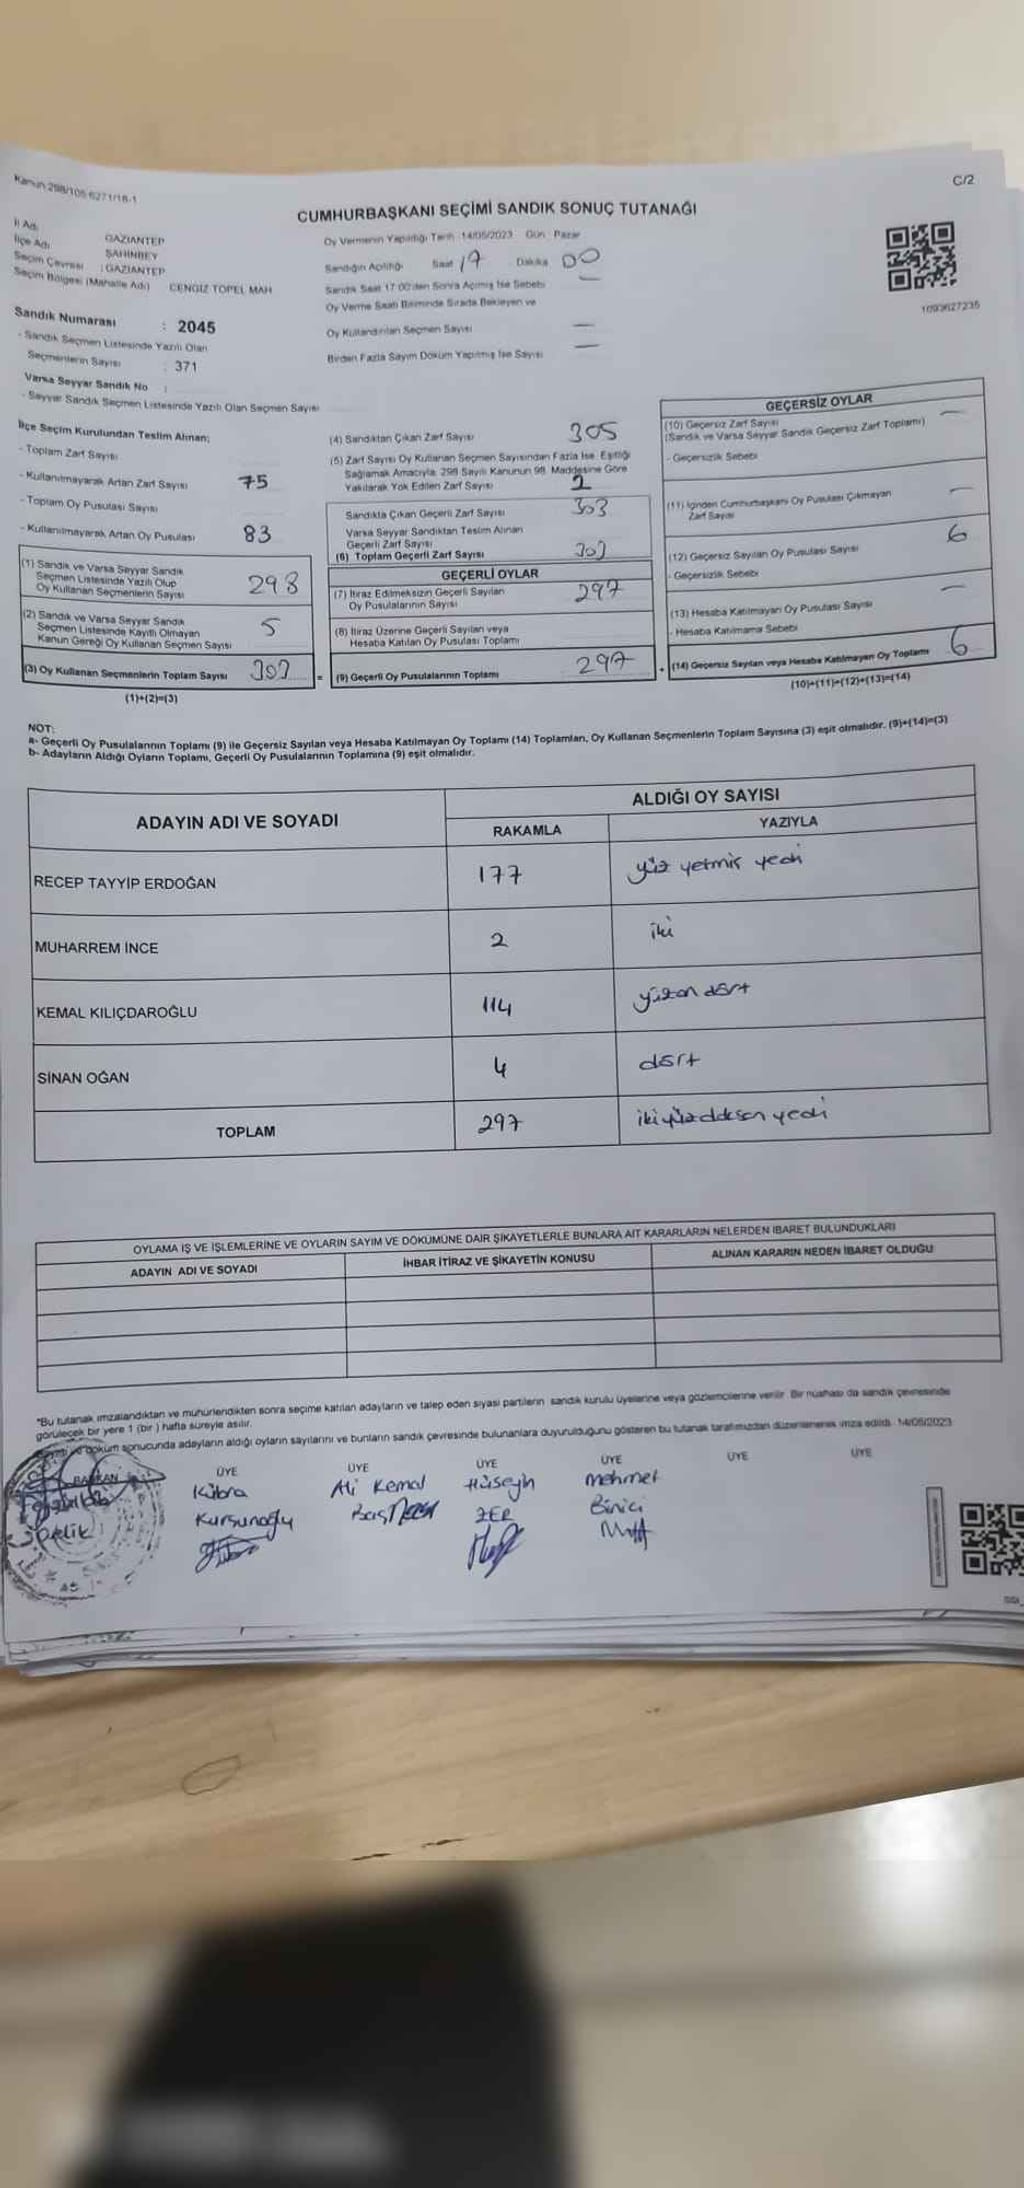 Kanun 298/105-6271/18-1
C/2
CUMHURBAŞKANI SEÇİMİ SANDIK SONUÇ TUTANAĞI
İl Adı GAZİANTEP
İlçe Adı ŞAHİNBEY
Seçim Çevresi : GAZİANTEP
Seçim Bölgesi (Mahalle Adı) CENGİZ TOPEL MAH
Sandık Numarası : 2045
- Sandık Seçmen Listesinde Yazılı Olan
Seçmenlerin Sayısı : 371
Varsa Seyyar Sandık No :
- Seyyar Sandık Seçmen Listesinde Yazılı Olan Seçmen Sayısı
Oy Vermenin Yapıldığı Tarih : 14/05/2023 Gün : Pazar
Sandığın Açıldığı Saat 17 Dakika 00
Sandık Saat 17:00'den Sonra Açılmış İse Sebebi —
Oy Verme Saati Bitiminde Sırada Bekleyen ve
Oy Kullandırılan Seçmen Sayısı —
Birden Fazla Sayım Döküm Yapılmış İse Sayısı —
1093627235
İlçe Seçim Kurulundan Teslim Alınan;
- Toplam Zarf Sayısı
- Kullanılmayarak Artan Zarf Sayısı 75
- Toplam Oy Pusulası Sayısı
- Kullanılmayarak Artan Oy Pusulası 83
(1) Sandık ve Varsa Seyyar Sandık
Seçmen Listesinde Yazılı Olup
Oy Kullanan Seçmenlerin Sayısı 298
(2) Sandık ve Varsa Seyyar Sandık
Seçmen Listesinde Kayıtlı Olmayan
Kanun Gereği Oy Kullanan Seçmen Sayısı 5
(3) Oy Kullanan Seçmenlerin Toplam Sayısı 303 =
(1)+(2)=(3)
(4) Sandıktan Çıkan Zarf Sayısı 305
(5) Zarf Sayısı Oy Kullanan Seçmen Sayısından Fazla İse Eşitliği
Sağlamak Amacıyla, 298 Sayılı Kanunun 98. Maddesine Göre
Yakılarak Yok Edilen Zarf Sayısı 2
Sandıkta Çıkan Geçerli Zarf Sayısı 303
Varsa Seyyar Sandıktan Teslim Alınan
Geçerli Zarf Sayısı
(6) Toplam Geçerli Zarf Sayısı 303
GEÇERLİ OYLAR
(7) İtiraz Edilmeksizin Geçerli Sayılan
Oy Pusulalarının Sayısı 297
(8) İtiraz Üzerine Geçerli Sayılan veya
Hesaba Katılan Oy Pusulası Toplamı
(9) Geçerli Oy Pusulalarının Toplamı 297 +
GEÇERSİZ OYLAR
(10) Geçersiz Zarf Sayısı —
(Sandık ve Varsa Seyyar Sandık Geçersiz Zarf Toplamı)
- Geçersizlik Sebebi
(11) İçinden Cumhurbaşkanı Oy Pusulası Çıkmayan
Zarf Sayısı —
(12) Geçersiz Sayılan Oy Pusulası Sayısı 6
- Geçersizlik Sebebi
(13) Hesaba Katılmayan Oy Pusulası Sayısı —
- Hesaba Katılmama Sebebi
(14) Geçersiz Sayılan veya Hesaba Katılmayan Oy Toplamı 6
(10)+(11)+(12)+(13)=(14)
NOT:
a- Geçerli Oy Pusulalarının Toplamı (9) ile Geçersiz Sayılan veya Hesaba Katılmayan Oy Toplamı (14) Toplamları, Oy Kullanan Seçmenlerin Toplam Sayısına (3) eşit olmalıdır. (9)+(14)=(3)
b- Adayların Aldığı Oyların Toplamı, Geçerli Oy Pusulalarının Toplamına (9) eşit olmalıdır.
ADAYIN ADI VE SOYADI ALDIĞI OY SAYISI
RAKAMLA YAZIYLA
RECEP TAYYİP ERDOĞAN 177 yüz yetmiş yedi
MUHARREM İNCE 2 iki
KEMAL KILIÇDAROĞLU 114 yüzon dört
SİNAN OĞAN 4 dört
TOPLAM 297 ikiyüzddksan yedi
OYLAMA İŞ VE İŞLEMLERİNE VE OYLARIN SAYIM VE DÖKÜMÜNE DAİR ŞİKAYETLERLE BUNLARA AİT KARARLARIN NELERDEN İBARET BULUNDUKLARI
ADAYIN ADI VE SOYADI İHBAR İTİRAZ VE ŞİKAYETİN KONUSU ALINAN KARARIN NEDEN İBARET OLDUĞU
*Bu tutanak imzalandıktan ve mühürlendikten sonra seçime katılan adayların ve talep eden siyasi partilerin sandık kurulu üyelerine veya gözlemcilerine verilir. Bir nüshası da sandık çevresinde
görülecek bir yere 1 (bir) hafta süreyle asılır.
döküm sonucunda adayların aldığı oyların sayılarını ve bunların sandık çevresinde bulunanlara duyurulduğunu gösteren bu tutanak tarafımızdan düzenlenerek imza edildi. 14/05/2023
BAŞKAN ÜYE ÜYE ÜYE ÜYE ÜYE ÜYE
Kübra Ali Kemal Hüseyin Mehmet
Çelik Kurşunoğlu ZER Binici